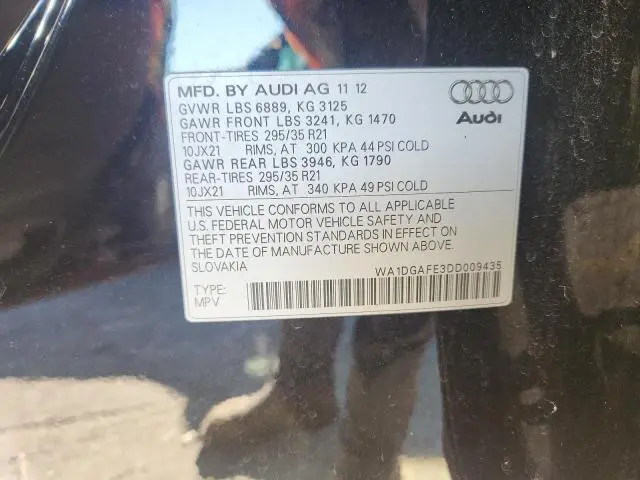 MFD. BY AUDI AG 11 12
GVWR LBS 6889, KG 3125
GAWR FRONT LBS 3241, KG 1470
FRONT-TIRES 295/35 R21
10JX21 RIMS, AT 300 KPA 44 PSI COLD
GAWR REAR LBS 3946, KG 1790
REAR-TIRES 295/35 R21
10JX21 RIMS, AT 340 KPA 49 PSI COLD
Audi
THIS VEHICLE CONFORMS TO ALL APPLICABLE
U.S. FEDERAL MOTOR VEHICLE SAFETY AND
THEFT PREVENTION STANDARDS IN EFFECT ON
THE DATE OF MANUFACTURE SHOWN ABOVE.
SLOVAKIA
WA1DGAFE3DD009435
TYPE:
MPV